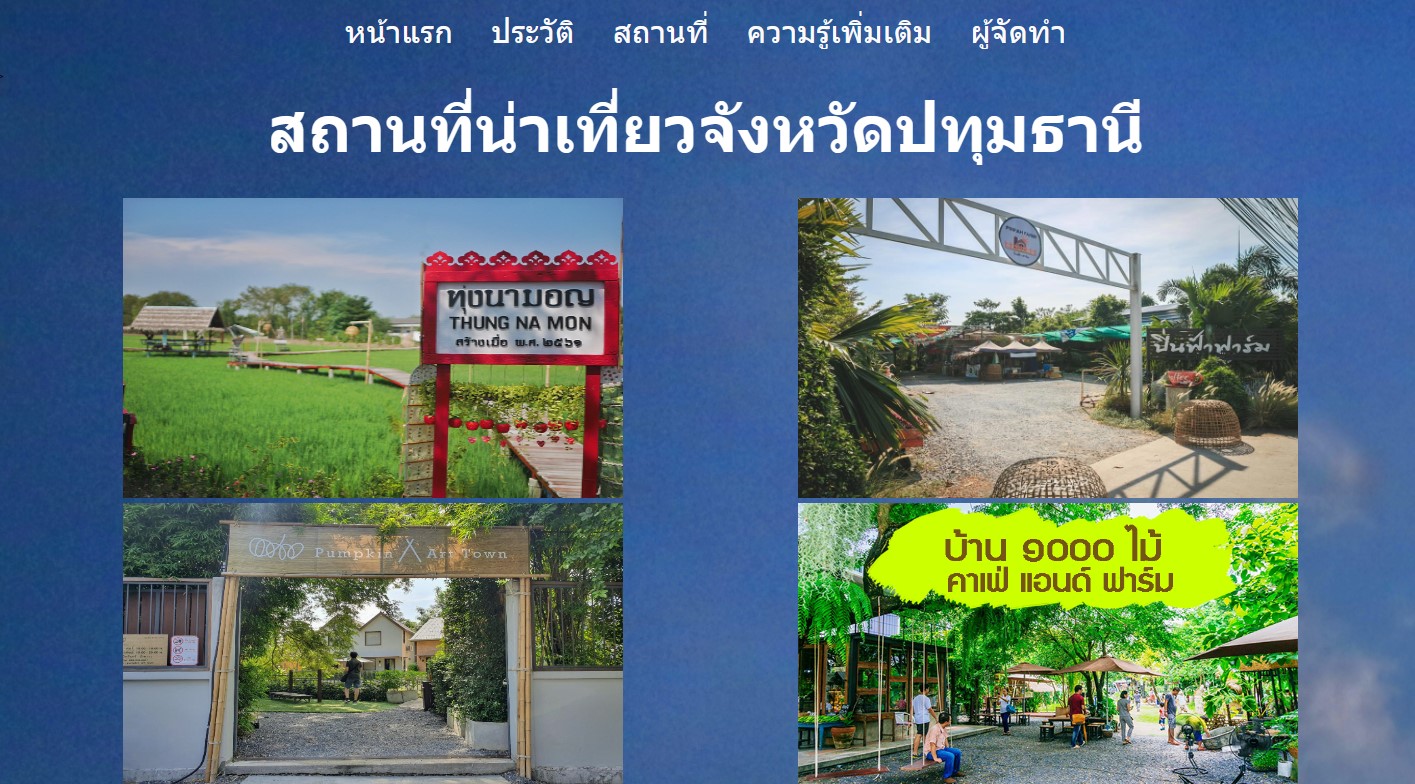 หน้าแรก ประวัติ สถานที่ ความรู้เพิ่มเติม ผู้จัดทำ
สถานที่น่าเที่ยวจังหวัดปทุมธานี
ทุ่งนามอญ
THUNG NA MON
สร้างเมื่อ พ.ศ. ๒๕๖๑
ปิ่นฟ้าฟาร์ม
Pumpkin Art Town
บ้าน ๑๐๐๐ ไม้
คาเฟ่ แอนด์ ฟาร์ม